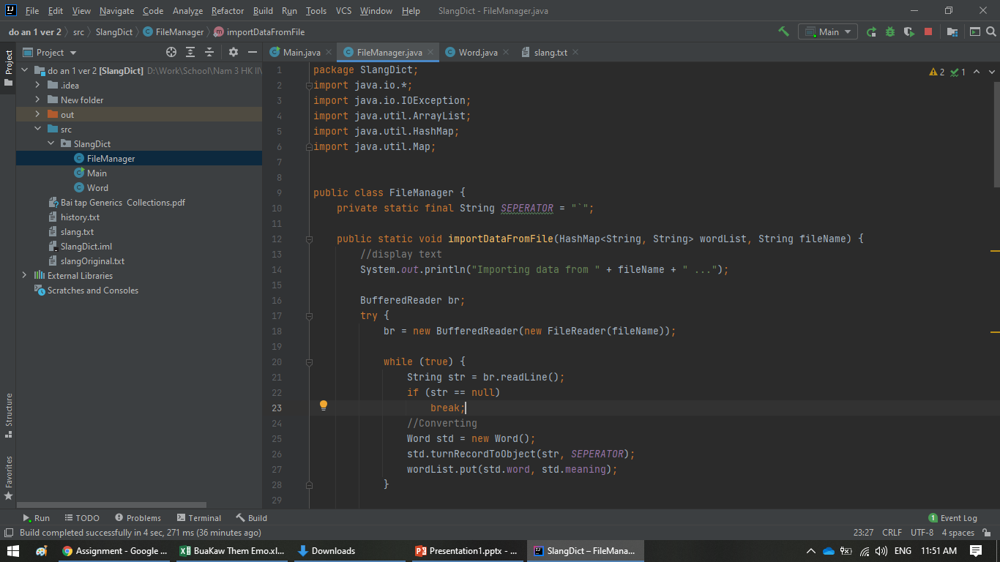 File Edit View Navigate Code Analyze Refactor Build Run Tools VCS Window Help SlangDict - FileManager.java
do an 1 ver 2 src SlangDict FileManager importDataFromFile Main
Project
Project
Main.java FileManager.java Word.java slang.txt
do an 1 ver 2 [SlangDict] D:\Work\School\Nam 3 HK II\
.idea
New folder
out
src
SlangDict
FileManager
Main
Word
Bai tap Generics Collections.pdf
history.txt
slang.txt
SlangDict.iml
slangOriginal.txt
External Libraries
Scratches and Consoles
Structure
Favorites
2 1
1 package SlangDict;
2 import java.io.*;
3 import java.io.IOException;
4 import java.util.ArrayList;
5 import java.util.HashMap;
6 import java.util.Map;
7
8
9 public class FileManager {
10 private static final String SEPERATOR = "`";
11
12 public static void importDataFromFile(HashMap<String, String> wordList, String fileName) {
13 //display text
14 System.out.println("Importing data from " + fileName + " ...");
15
16 BufferedReader br;
17 try {
18 br = new BufferedReader(new FileReader(fileName));
19
20 while (true) {
21 String str = br.readLine();
22 if (str == null)
23 break;
24 //Converting
25 Word std = new Word();
26 std.turnRecordToObject(str, SEPERATOR);
27 wordList.put(std.word, std.meaning);
28 }
29
Run TODO Problems Terminal Build 1 Event Log
Build completed successfully in 4 sec, 271 ms (36 minutes ago) 23:27 CRLF UTF-8 4 spaces
Assignment - Google ... BuaKaw Them Emo.xl... Downloads Presentation1.pptx - ... SlangDict – FileMana... ENG 11:51 AM